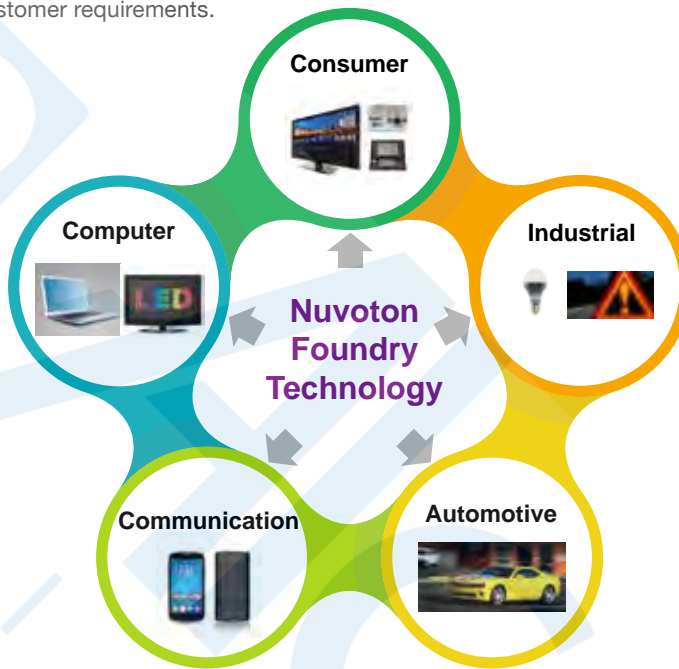 stomer requirements.
Consumer
Computer
Industrial
LED
Nuvoton
Foundry
Technology
Communication
Automotive